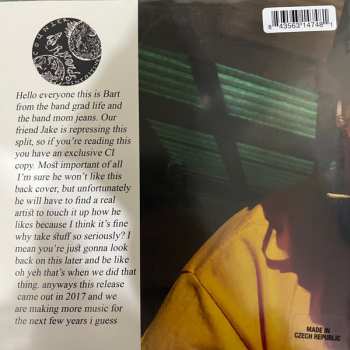 8 43563 14748 1
Hello everyone this is Bart
from the band grad life and
the band mom jeans. Our
friend Jake is repressing this
split, so if you're reading this
you have an exclusive CI
copy. Most important of all
I'm sure he won't like this
back cover, but unfortunately
he will have to find a real
artist to touch it up how he
likes because I think it's fine
why take stuff so seriously? I
mean you're just gonna look
back on this later and be like
oh yeh that's when we did that
thing. anyways this release
came out in 2017 and we
are making more music for
the next few years i guess
MADE IN
CZECH REPUBLIC